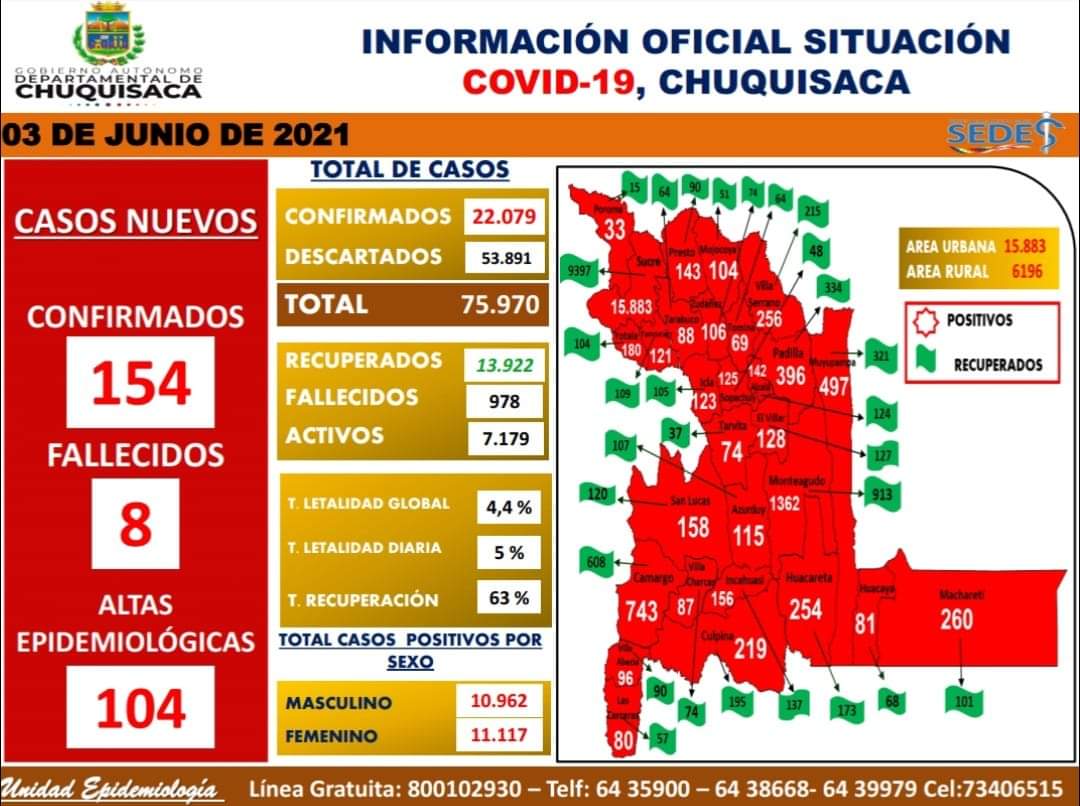 GOBIERNO AUTÓNOMO
DEPARTAMENTAL DE
CHUQUISACA
INFORMACIÓN OFICIAL SITUACIÓN
COVID-19, CHUQUISACA
03 DE JUNIO DE 2021
SEDES
CASOS NUEVOS
CONFIRMADOS
154
FALLECIDOS
8
ALTAS
EPIDEMIOLÓGICAS
104
TOTAL DE CASOS
CONFIRMADOS 22.079
DESCARTADOS 53.891
TOTAL 75.970
RECUPERADOS 13.922
FALLECIDOS 978
ACTIVOS 7.179
T. LETALIDAD GLOBAL 4,4 %
T. LETALIDAD DIARIA 5 %
T. RECUPERACIÓN 63 %
TOTAL CASOS POSITIVOS POR
SEXO
MASCULINO 10.962
FEMENINO 11.117
15 64 90 51 74 64
215
48
334
9397
104
109 105
321
124
127
37
107
913
120
608
90
57
74 195 137 173 68 101
Poroma
33
Sucre
15.883
Presto
143
Mojocoya
104
Villa
Serrano
256
Zudañez
106
Tarabuco
88
Tomina
69
Yotala
180
121
Padilla
396
Muyupampa
497
Icla
123
125
Sopachuy
142
Alcalá
El Villar
128
Tarvita
74
Monteagudo
1362
San Lucas
158
Azurduy
115
Camargo
743
Villa
Charcas
87
Incahuasi
156
Culpina
219
Huacareta
254
Huacaya
81
Machareti
260
Villa
Abecia
96
Las
Carreras
80
AREA URBANA 15.883
AREA RURAL 6196
POSITIVOS
RECUPERADOS
Unidad Epidemiología Línea Gratuita: 800102930 – Telf: 64 35900 – 64 38668- 64 39979 Cel:73406515